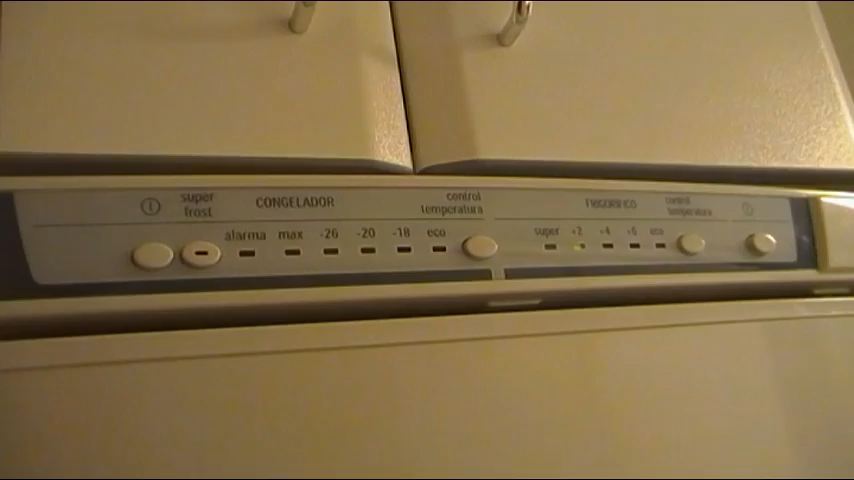 super frost
CONGELADOR
control temperatura
alarma max -26 -20 -18 eco
FRIGORIFICO
control temperatura
super +2 +4 +6 eco